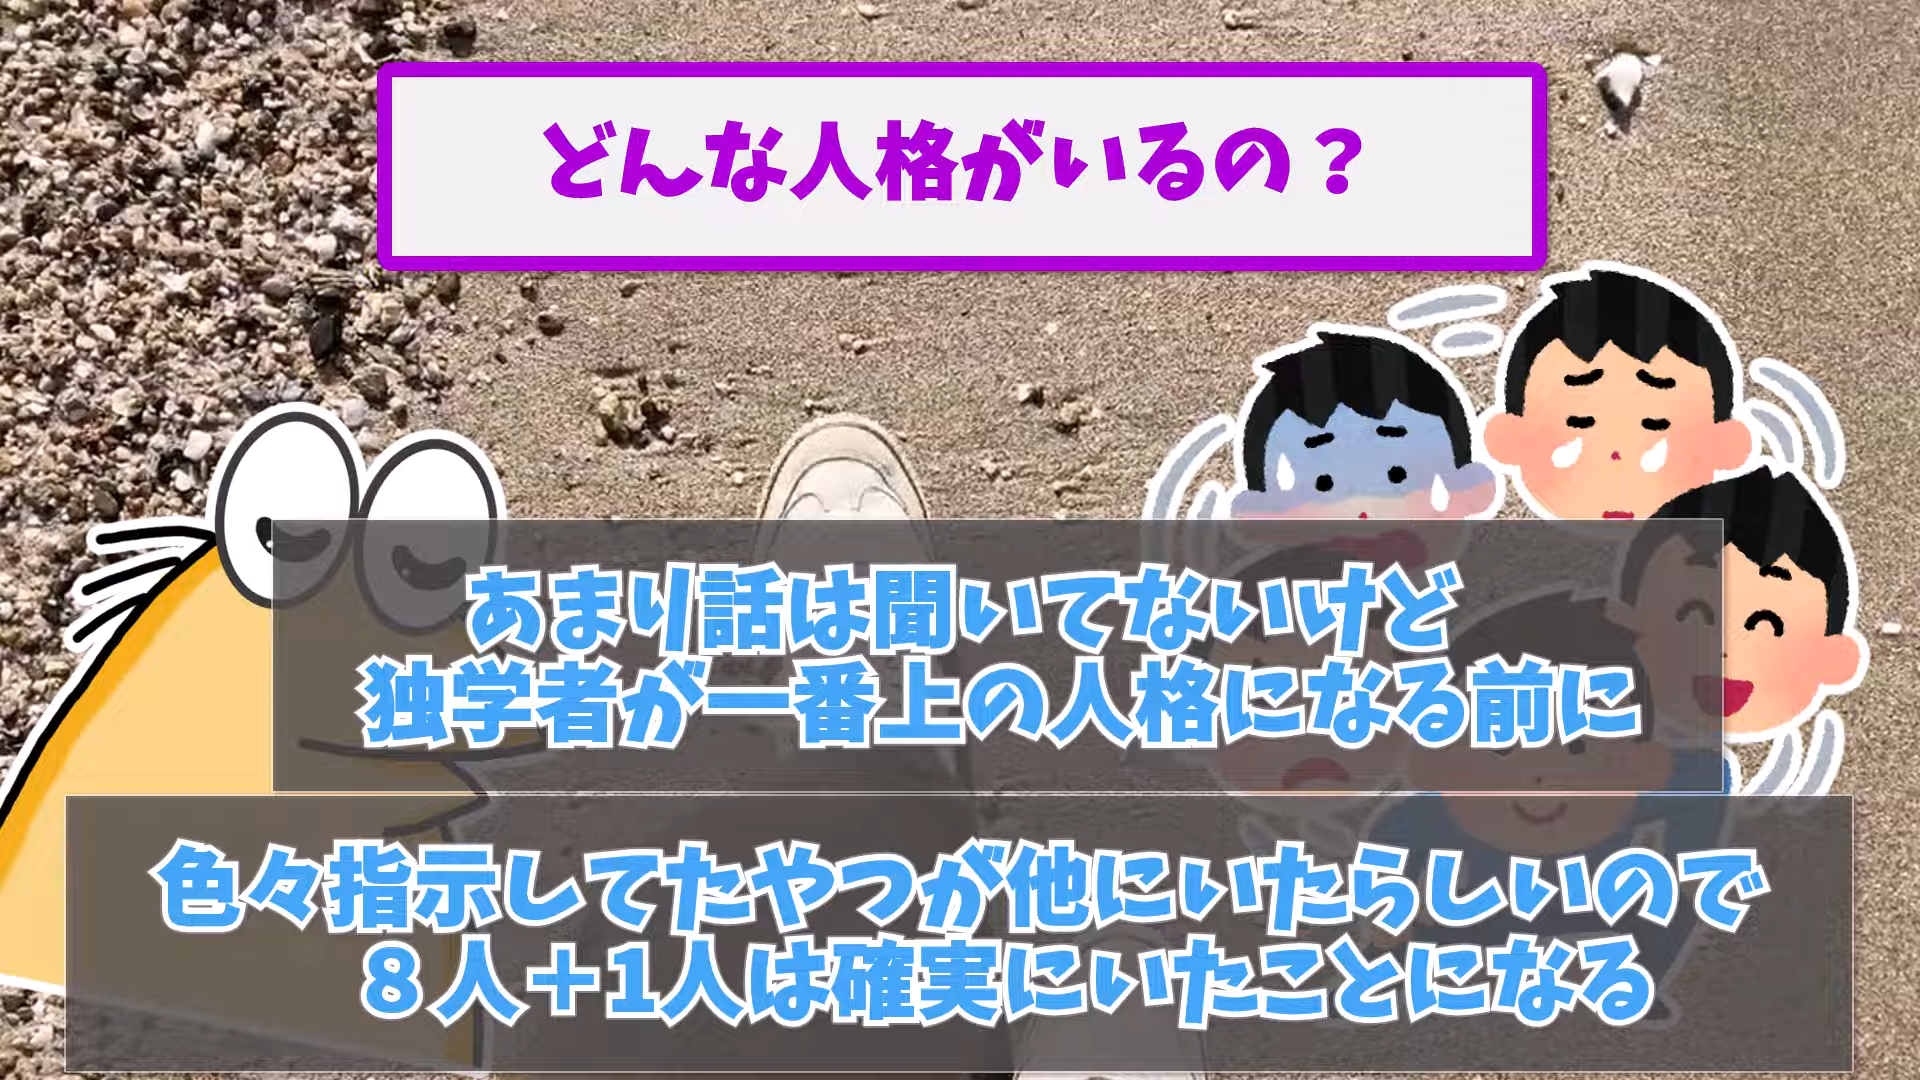 どんな人格がいるの？
あまり話は聞いてないけど
独学者が一番上の人格になる前に
色々指示してたやつが他にいたらしいので
８人＋1人は確実にいたことになる